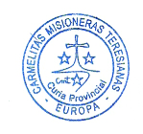 CARMELITAS MISIONERAS TERESIANAS
Curia Provincial
- EUROPA -